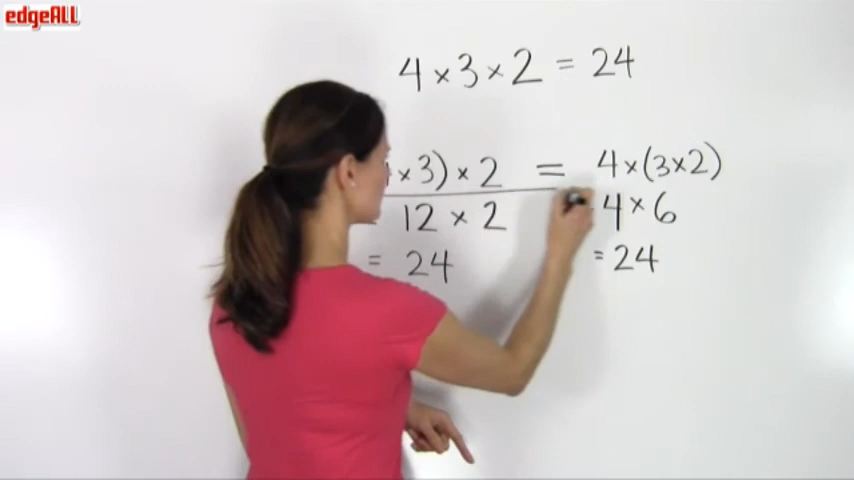 edgeALL
4 × 3 × 2 = 24
× 3) × 2 = 4 × (3 × 2)
12 × 2 4 × 6
= 24 = 24